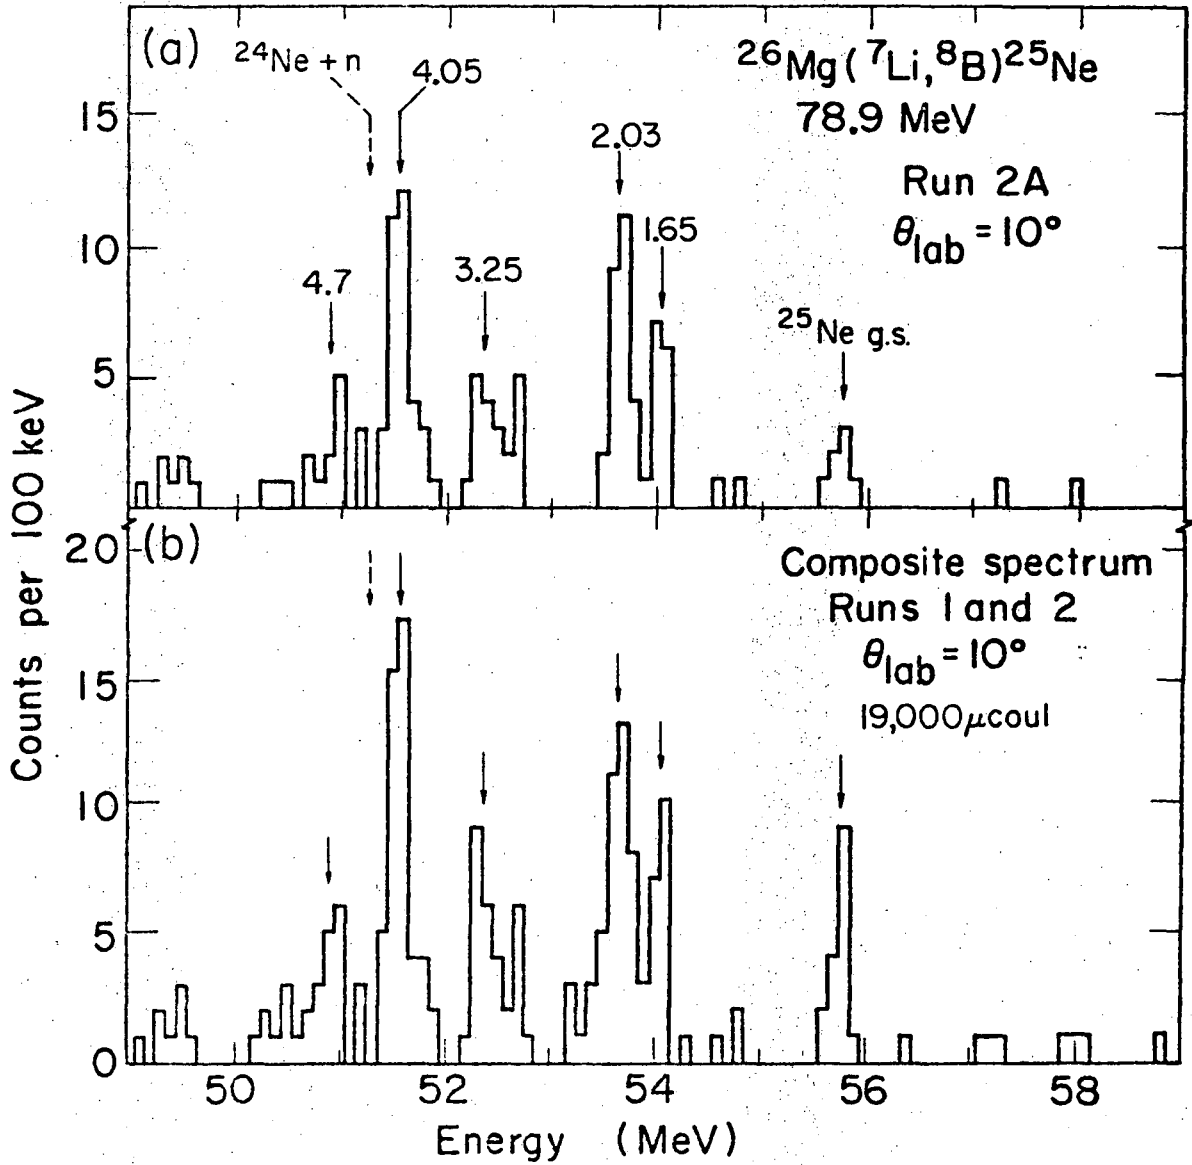 (a)
²⁴Ne + n
4.05
²⁶Mg(⁷Li,⁸B)²⁵Ne
78.9 MeV
Run 2A
θlab = 10°
2.03
1.65
4.7
3.25
²⁵Ne g.s.
15
10
5
Counts per 100 keV
(b)
Composite spectrum
Runs 1 and 2
θlab = 10°
19,000 μcoul
20
15
10
5
0
50
52
54
56
58
Energy (MeV)